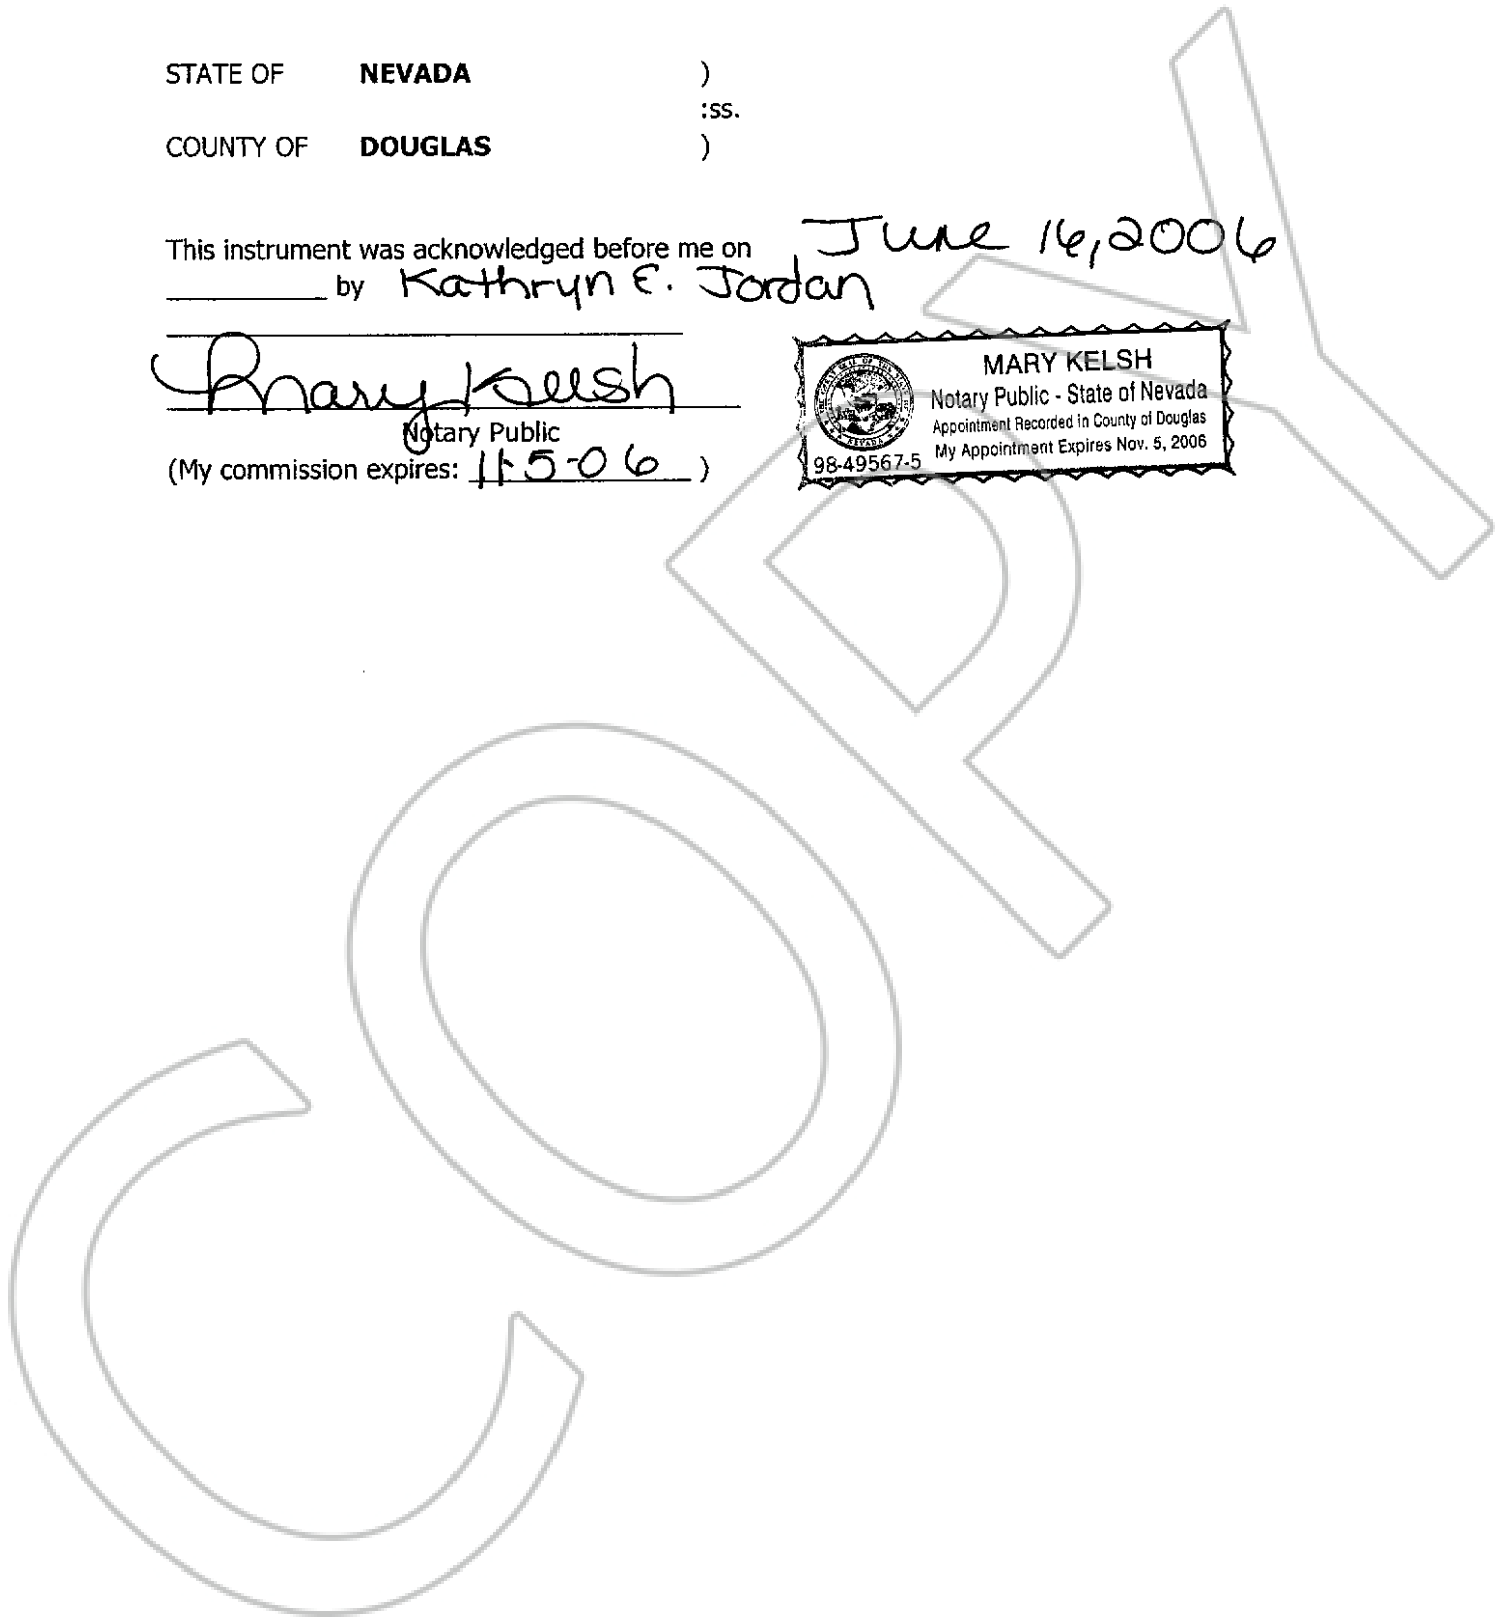 STATE OF NEVADA )
:ss.
COUNTY OF DOUGLAS )
This instrument was acknowledged before me on June 16, 2006
__________ by Kathryn E. Jordan
Mary Kelsh
Notary Public
(My commission expires: 11-5-06 )
MARY KELSH
Notary Public - State of Nevada
Appointment Recorded in County of Douglas
My Appointment Expires Nov. 5, 2006
98-49567-5
COPY